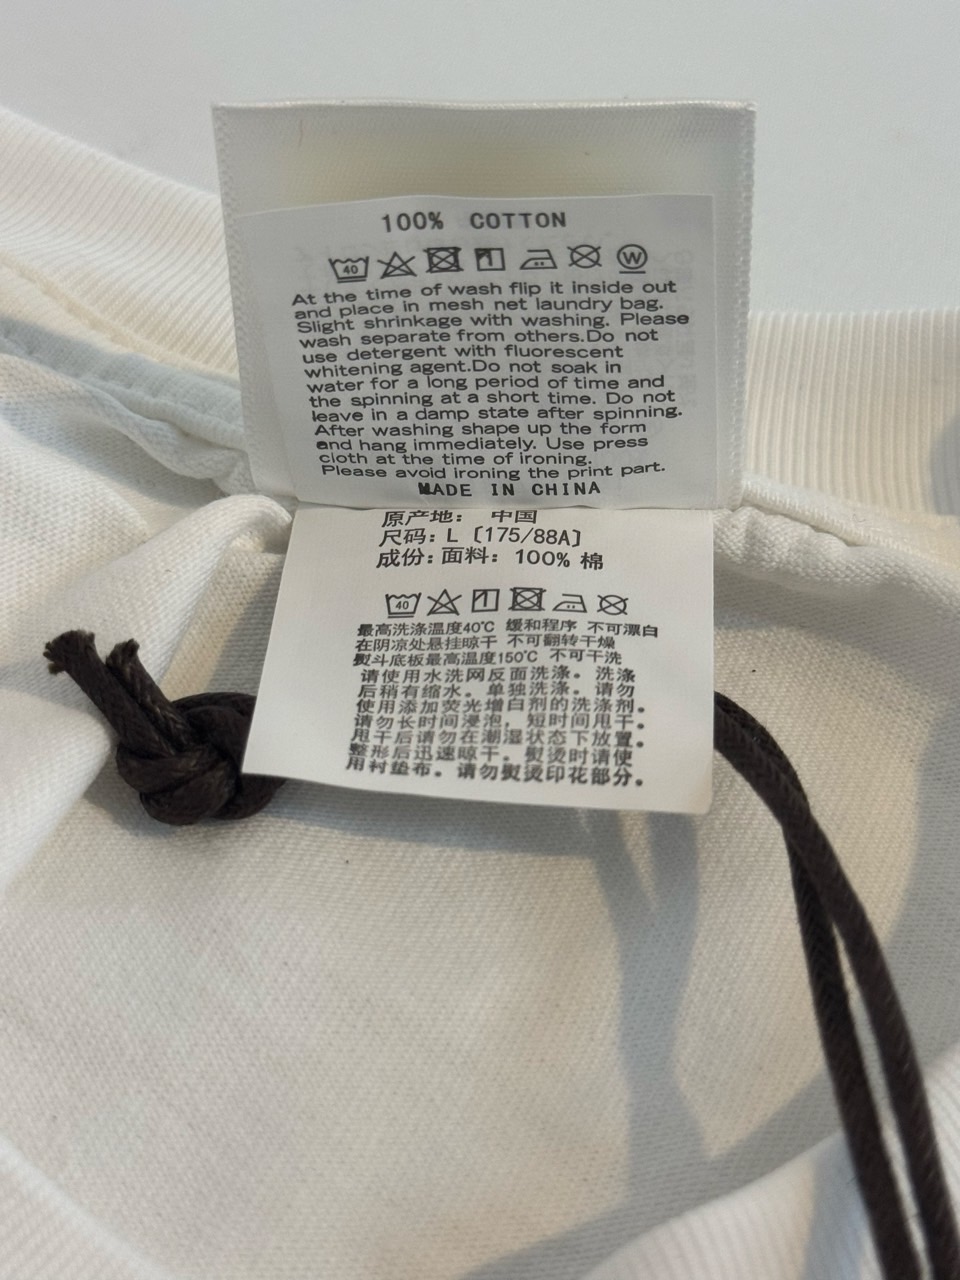 100% COTTON
40 W
At the time of wash flip it inside out
and place in mesh net laundry bag.
Slight shrinkage with washing. Please
wash separate from others.Do not
use detergent with fluorescent
whitening agent.Do not soak in
water for a long period of time and
the spinning at a short time. Do not
leave in a damp state after spinning.
After washing shape up the form
and hang immediately. Use press
cloth at the time of ironing.
Please avoid ironing the print part.
MADE IN CHINA
原产地： 中国
尺码：L〔175/88A〕
成份：面料：100% 棉
40
最高洗涤温度40℃ 缓和程序 不可漂白
在阴凉处悬挂晾干 不可翻转干燥
熨斗底板最高温度150℃ 不可干洗
请使用水洗网反面洗涤。洗涤
后稍有缩水。单独洗涤。请勿
使用添加荧光增白剂的洗涤剂。
请勿长时间浸泡，短时间甩干。
甩干后请勿在潮湿状态下放置。
整形后迅速晾干。熨烫时请使
用衬垫布。请勿熨烫印花部分。